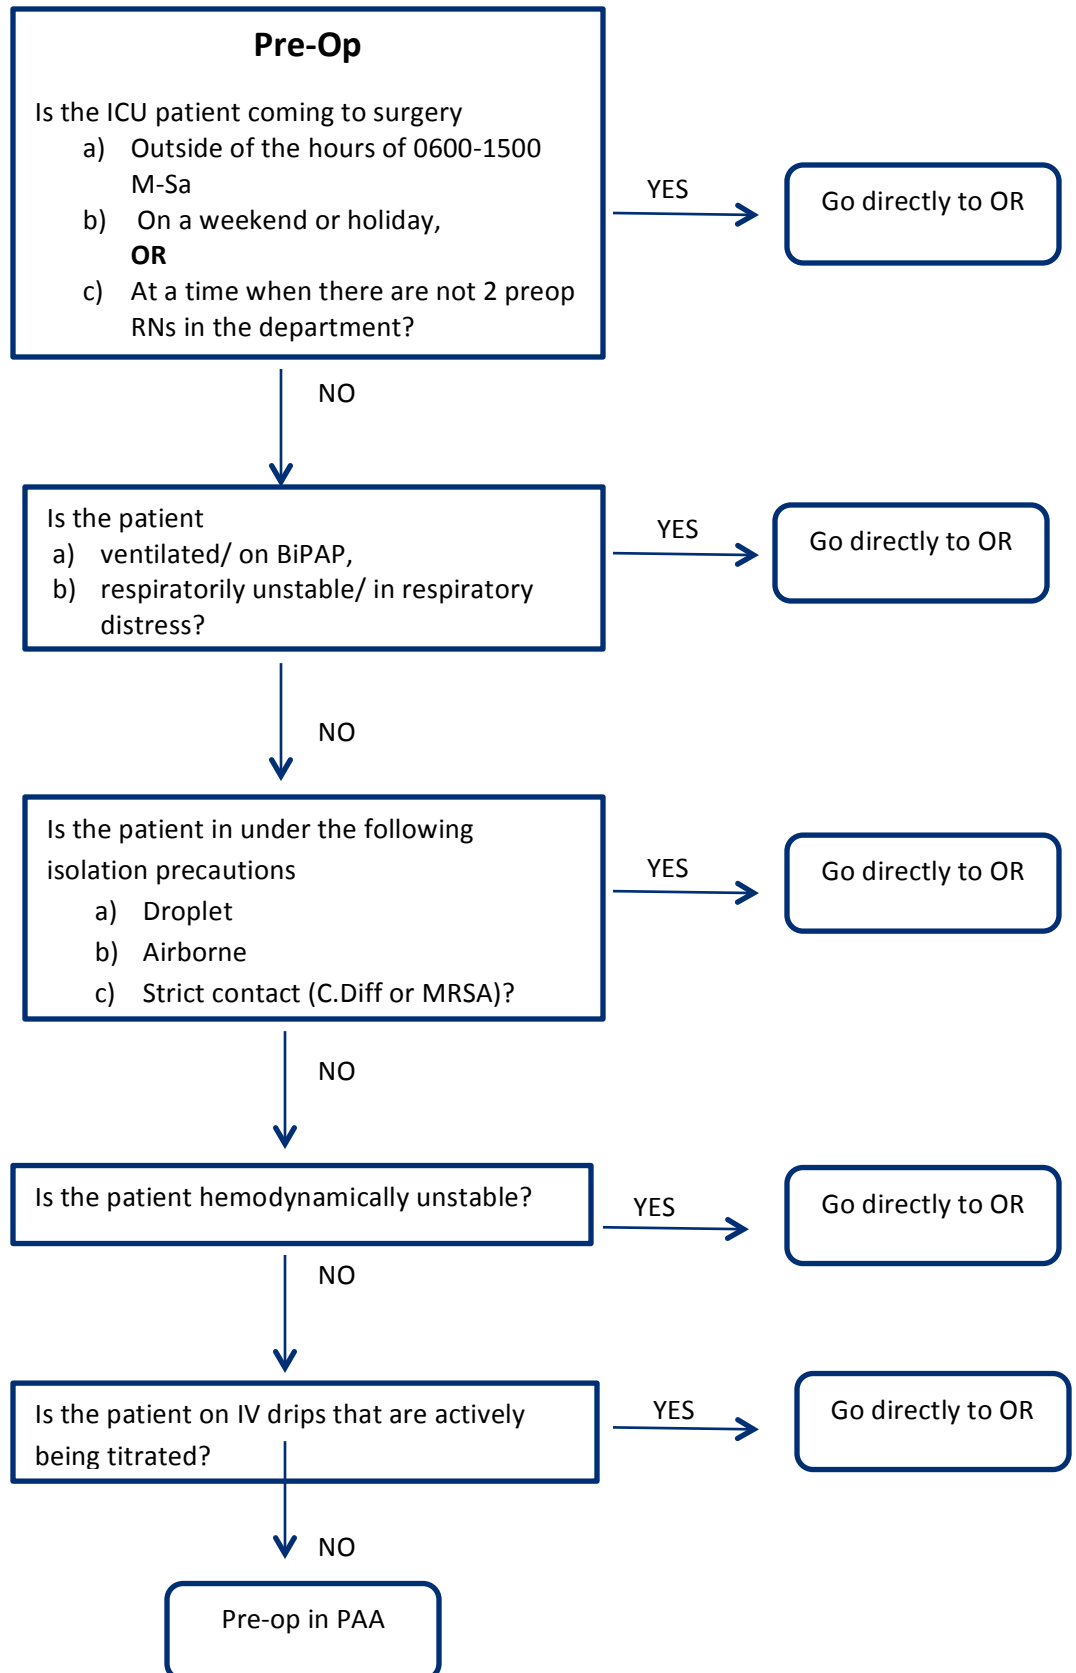 Pre-Op
Is the ICU patient coming to surgery
a) Outside of the hours of 0600-1500
M-Sa
b) On a weekend or holiday,
OR
c) At a time when there are not 2 preop
RNs in the department?
YES
Go directly to OR
NO
Is the patient
a) ventilated/ on BiPAP,
b) respiratorily unstable/ in respiratory
distress?
YES
Go directly to OR
NO
Is the patient in under the following
isolation precautions
a) Droplet
b) Airborne
c) Strict contact (C.Diff or MRSA)?
YES
Go directly to OR
NO
Is the patient hemodynamically unstable?
YES
Go directly to OR
NO
Is the patient on IV drips that are actively
being titrated?
YES
Go directly to OR
NO
Pre-op in PAA